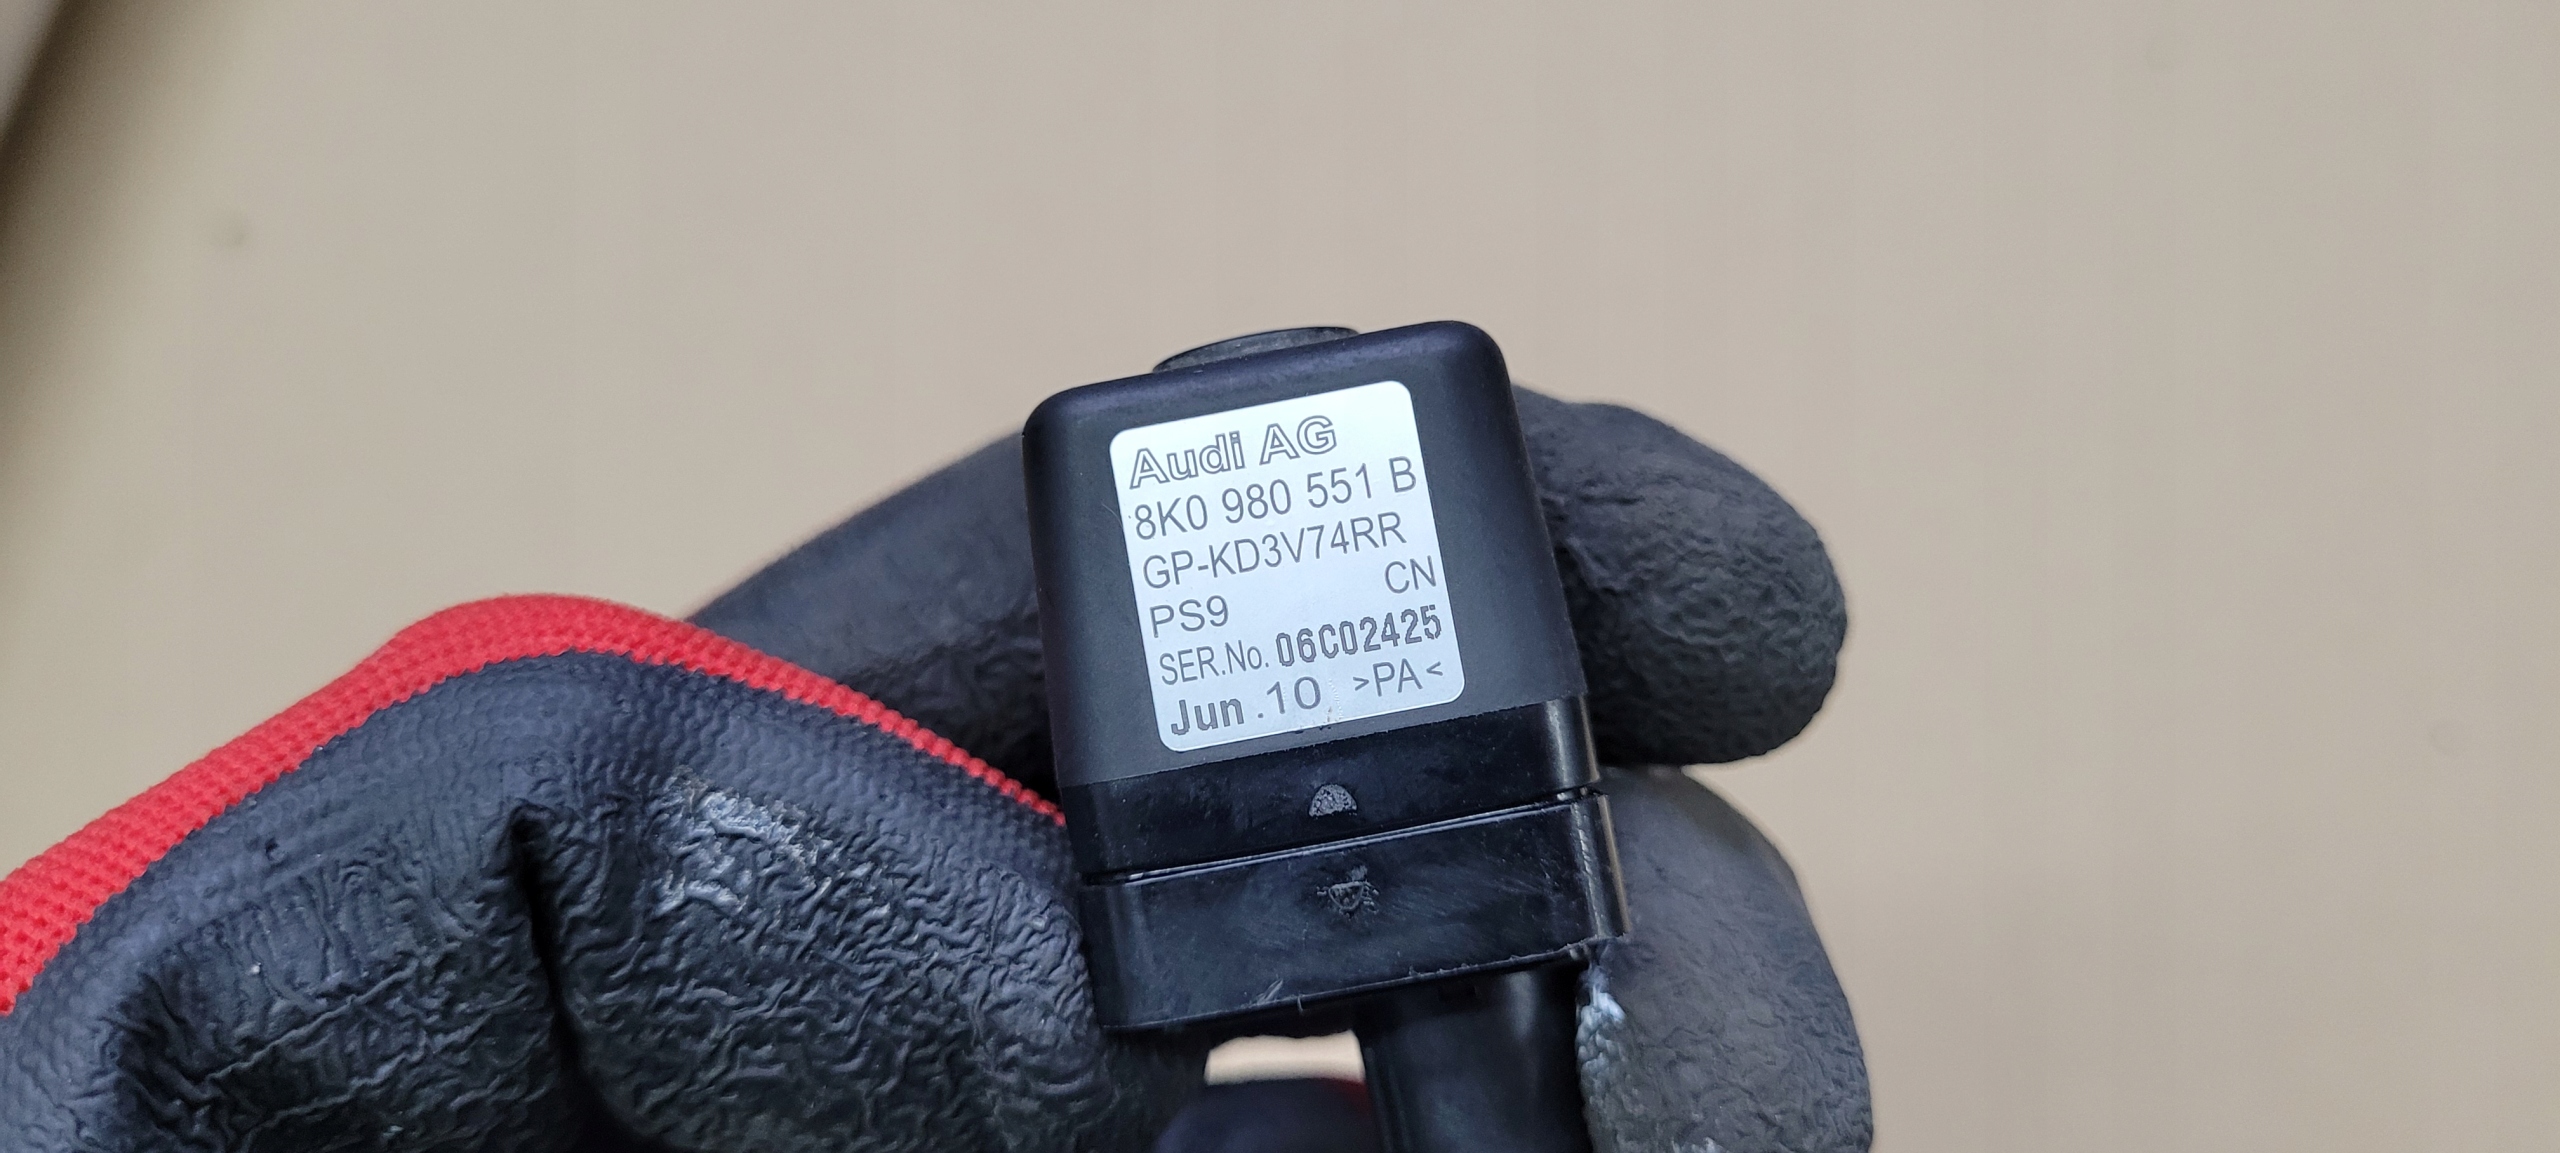 Audi AG
8K0 980 551 B
GP-KD3V74RR
PS9 CN
SER.No. 06C02425
Jun .10 >PA<